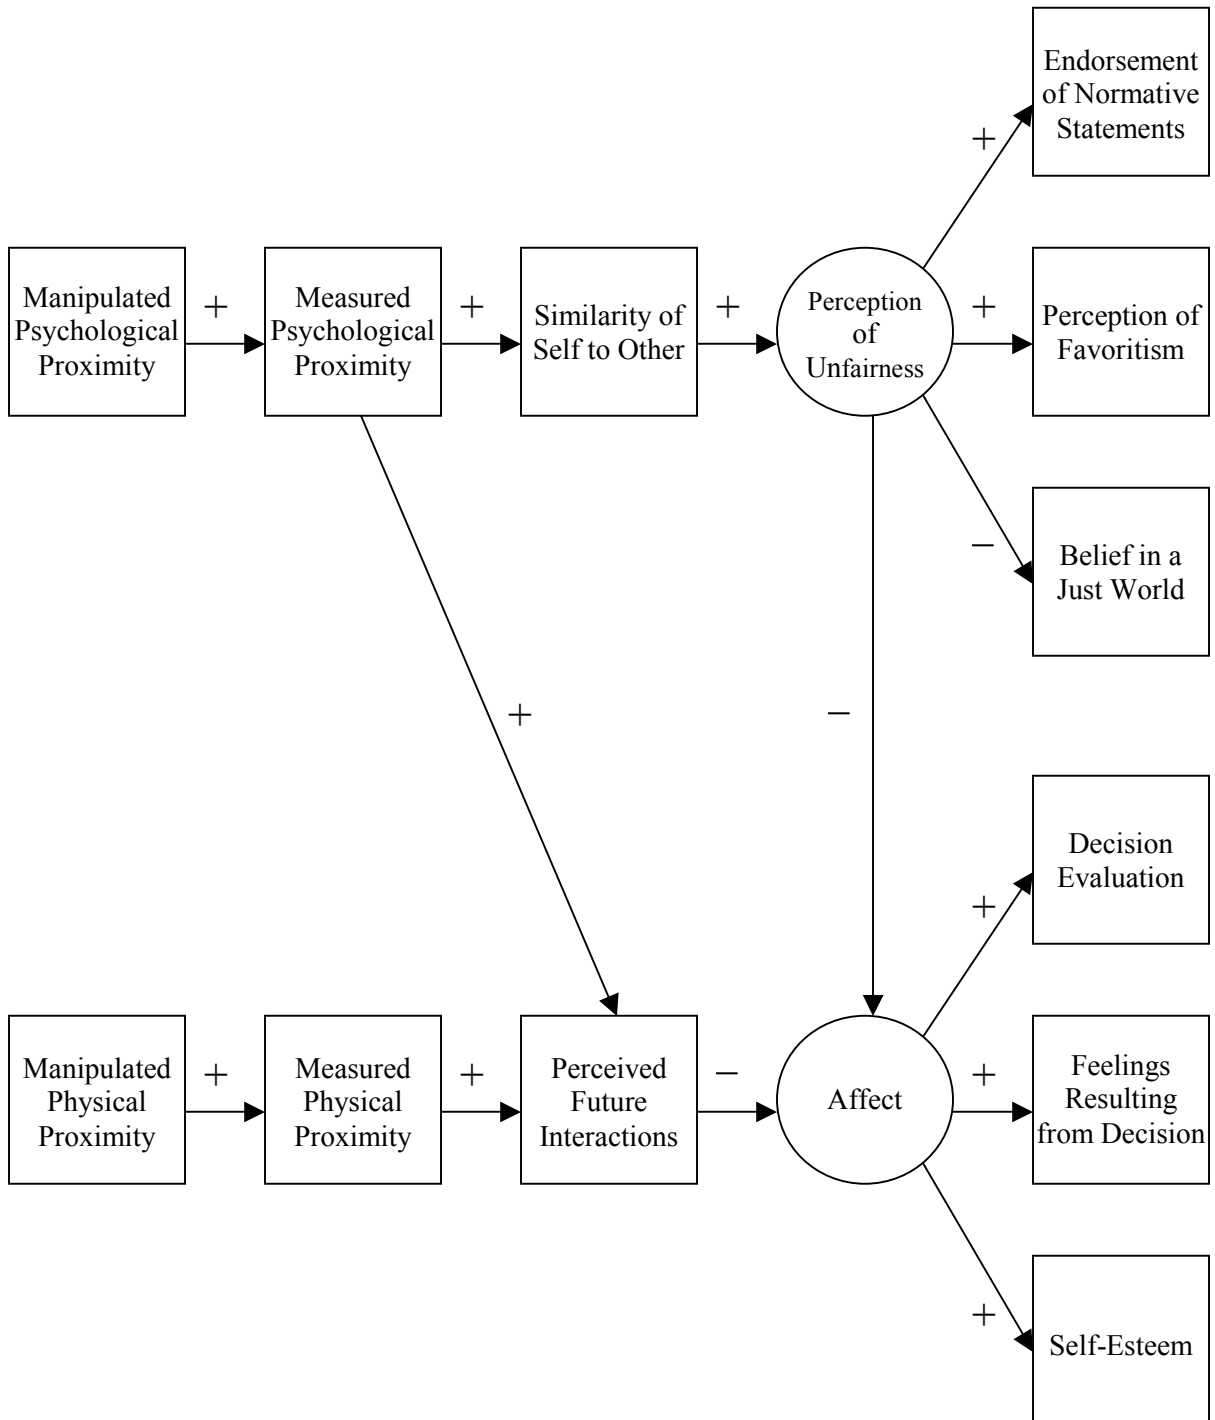 Endorsement
of Normative
Statements
+
Manipulated
Psychological
Proximity
+
Measured
Psychological
Proximity
+
Similarity of
Self to Other
+
Perception
of
Unfairness
+
Perception of
Favoritism
−
Belief in a
Just World
+
−
Decision
Evaluation
+
Manipulated
Physical
Proximity
+
Measured
Physical
Proximity
+
Perceived
Future
Interactions
−
Affect
+
Feelings
Resulting
from Decision
+
Self-Esteem